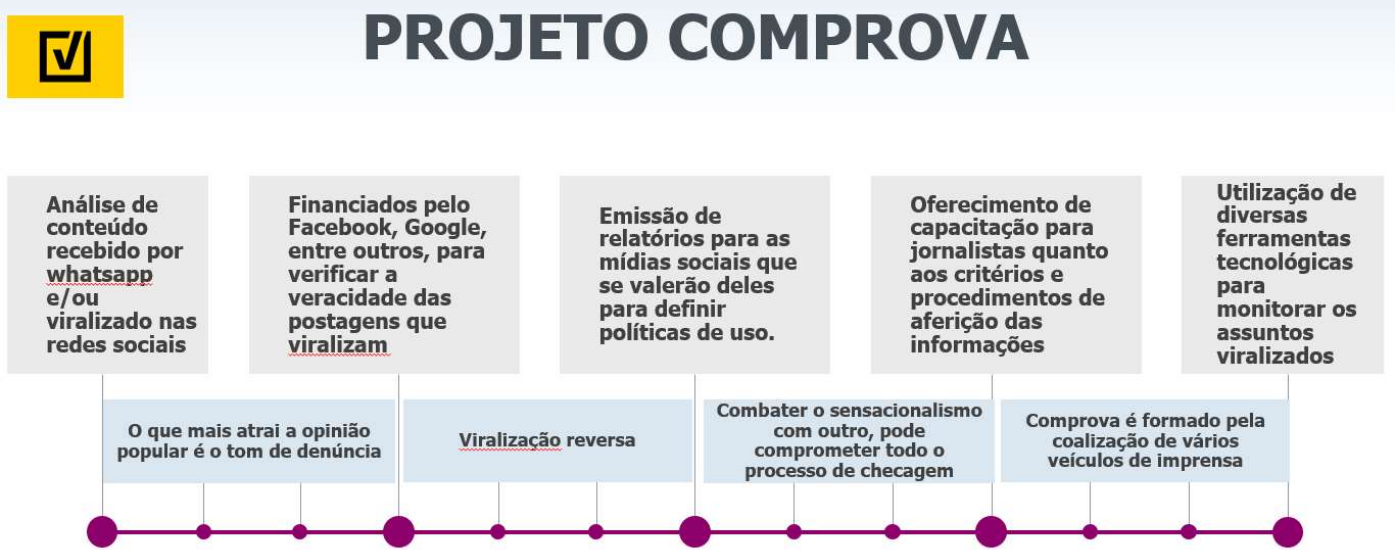 PROJETO COMPROVA
Análise de
conteúdo
recebido por
whatsapp
e/ou
viralizado nas
redes sociais
Financiados pelo
Facebook, Google,
entre outros, para
verificar a
veracidade das
postagens que
viralizam
Emissão de
relatórios para as
mídias sociais que
se valerão deles
para definir
políticas de uso.
Oferecimento de
capacitação para
jornalistas quanto
aos critérios e
procedimentos de
aferição das
informações
Utilização de
diversas
ferramentas
tecnológicas
para
monitorar os
assuntos
viralizados
O que mais atrai a opinião
popular é o tom de denúncia
Viralização reversa
Combater o sensacionalismo
com outro, pode
comprometer todo o
processo de checagem
Comprova é formado pela
coalização de vários
veículos de imprensa